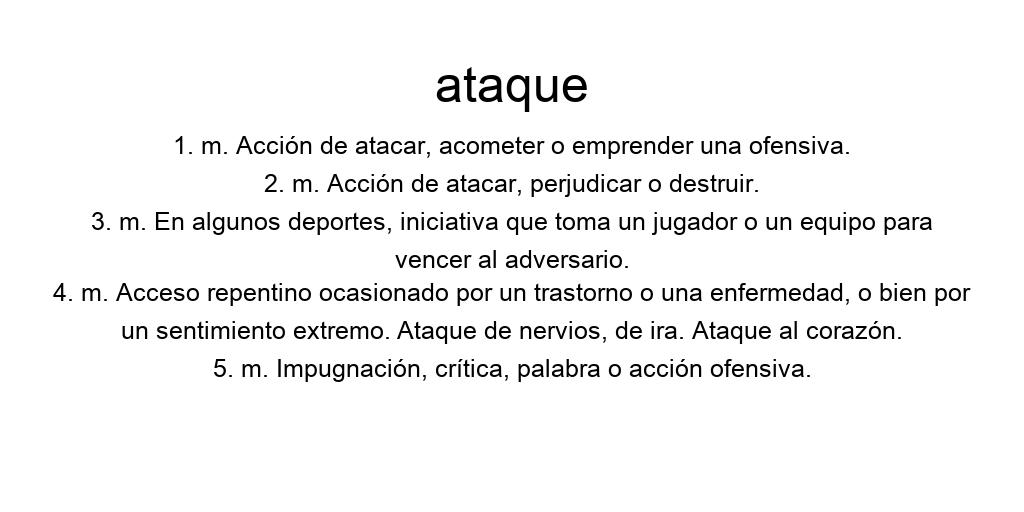 ataque
1. m. Acción de atacar, acometer o emprender una ofensiva.
2. m. Acción de atacar, perjudicar o destruir.
3. m. En algunos deportes, iniciativa que toma un jugador o un equipo para
vencer al adversario.
4. m. Acceso repentino ocasionado por un trastorno o una enfermedad, o bien por
un sentimiento extremo. Ataque de nervios, de ira. Ataque al corazón.
5. m. Impugnación, crítica, palabra o acción ofensiva.